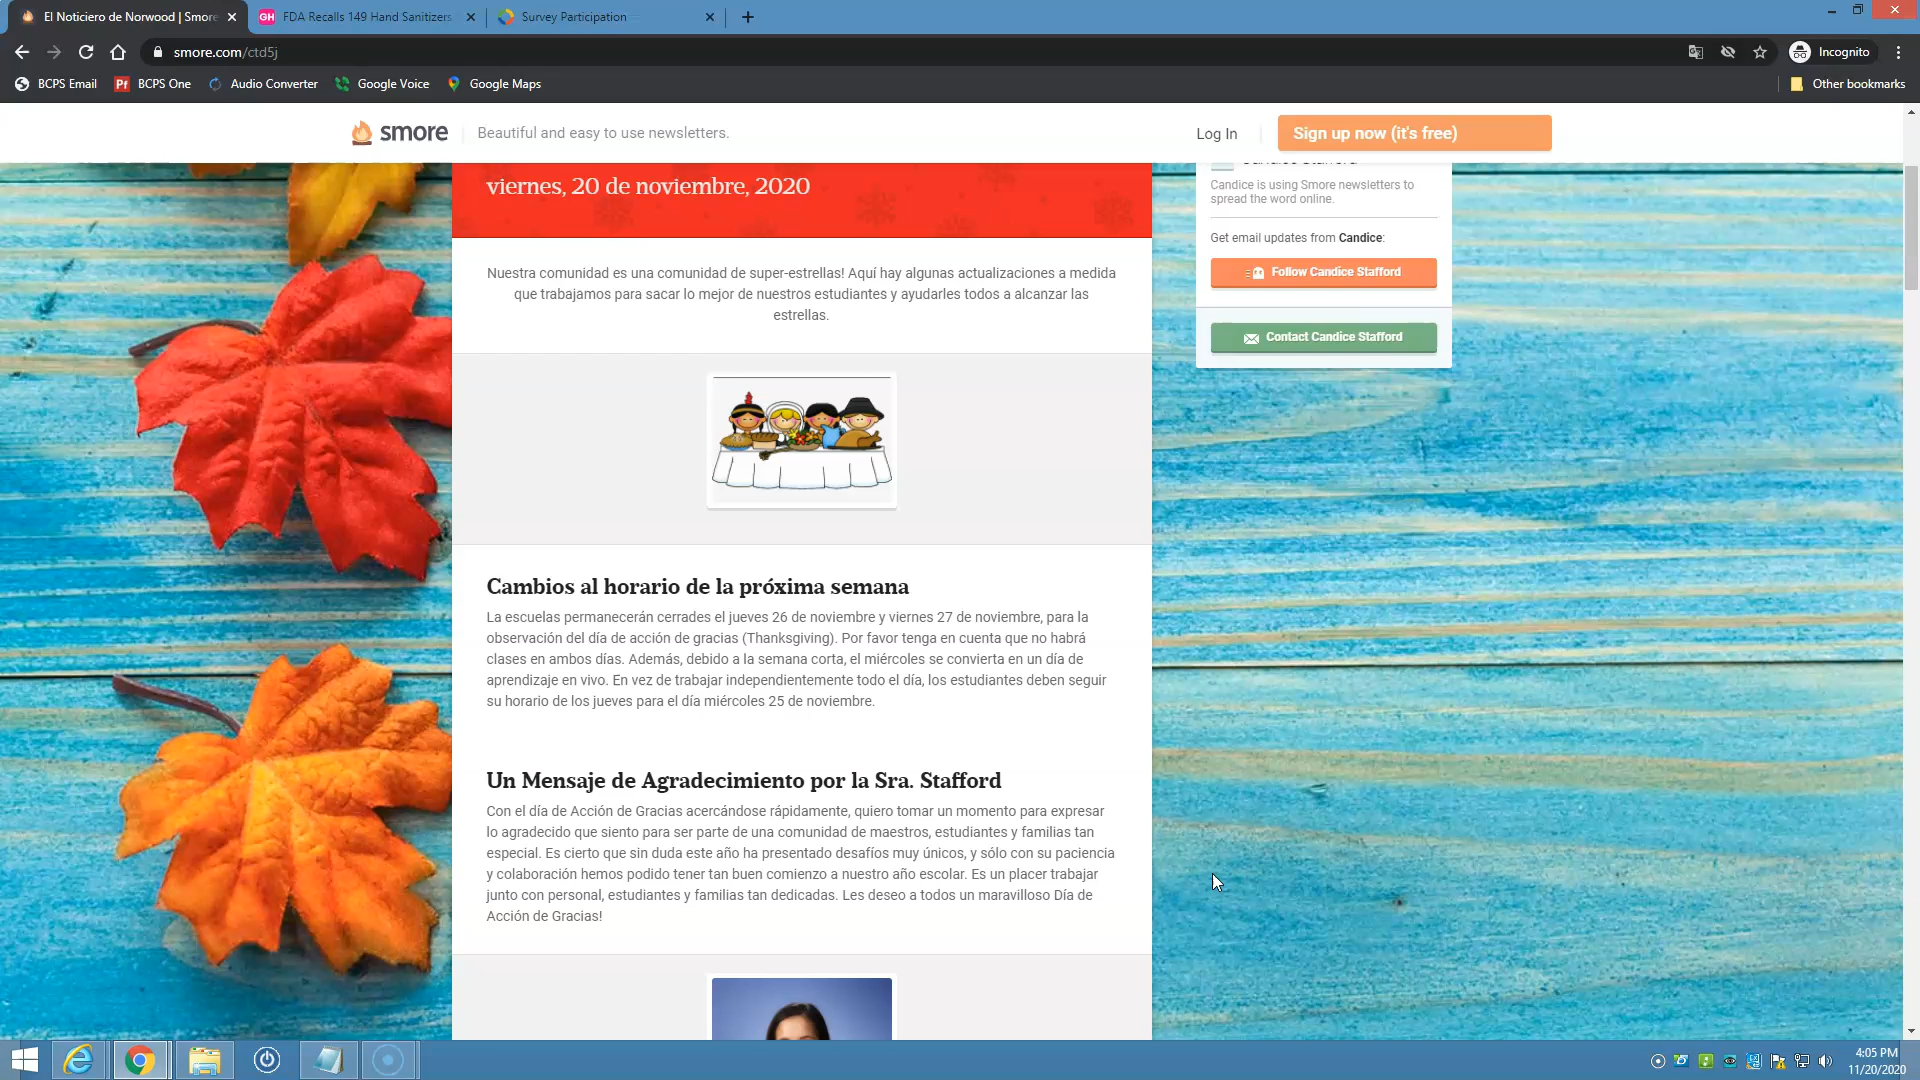 El Noticiero de Norwood | Smore
FDA Recalls 149 Hand Sanitizers
Survey Participation
smore.com/ctd5j
Incognito
BCPS Email
Pf BCPS One
Audio Converter
Google Voice
Google Maps
Other bookmarks
smore
Beautiful and easy to use newsletters.
Log In
Sign up now (it's free)
viernes, 20 de noviembre, 2020
Nuestra comunidad es una comunidad de super-estrellas! Aquí hay algunas actualizaciones a medida
que trabajamos para sacar lo mejor de nuestros estudiantes y ayudarles todos a alcanzar las
estrellas.
Candice is using Smore newsletters to
spread the word online.
Get email updates from Candice:
Follow Candice Stafford
Contact Candice Stafford
Cambios al horario de la próxima semana
La escuelas permanecerán cerrades el jueves 26 de noviembre y viernes 27 de noviembre, para la
observación del día de acción de gracias (Thanksgiving). Por favor tenga en cuenta que no habrá
clases en ambos días. Además, debido a la semana corta, el miércoles se convierta en un día de
aprendizaje en vivo. En vez de trabajar independientemente todo el día, los estudiantes deben seguir
su horario de los jueves para el día miércoles 25 de noviembre.
Un Mensaje de Agradecimiento por la Sra. Stafford
Con el día de Acción de Gracias acercándose rápidamente, quiero tomar un momento para expresar
lo agradecido que siento para ser parte de una comunidad de maestros, estudiantes y familias tan
especial. Es cierto que sin duda este año ha presentado desafíos muy únicos, y sólo con su paciencia
y colaboración hemos podido tener tan buen comienzo a nuestro año escolar. Es un placer trabajar
junto con personal, estudiantes y familias tan dedicadas. Les deseo a todos un maravilloso Día de
Acción de Gracias!
4:05 PM
11/20/2020